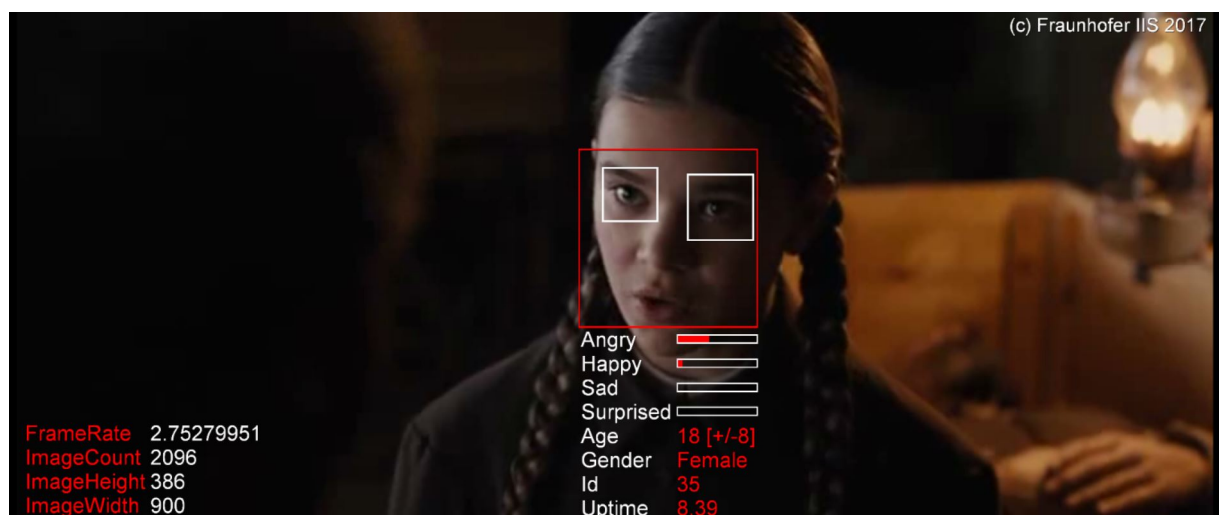 (c) Fraunhofer IIS 2017
Angry
Happy
Sad
Surprised
Age 18 [+/-8]
Gender Female
Id 35
Uptime 8.39
FrameRate 2.75279951
ImageCount 2096
ImageHeight 386
ImageWidth 900